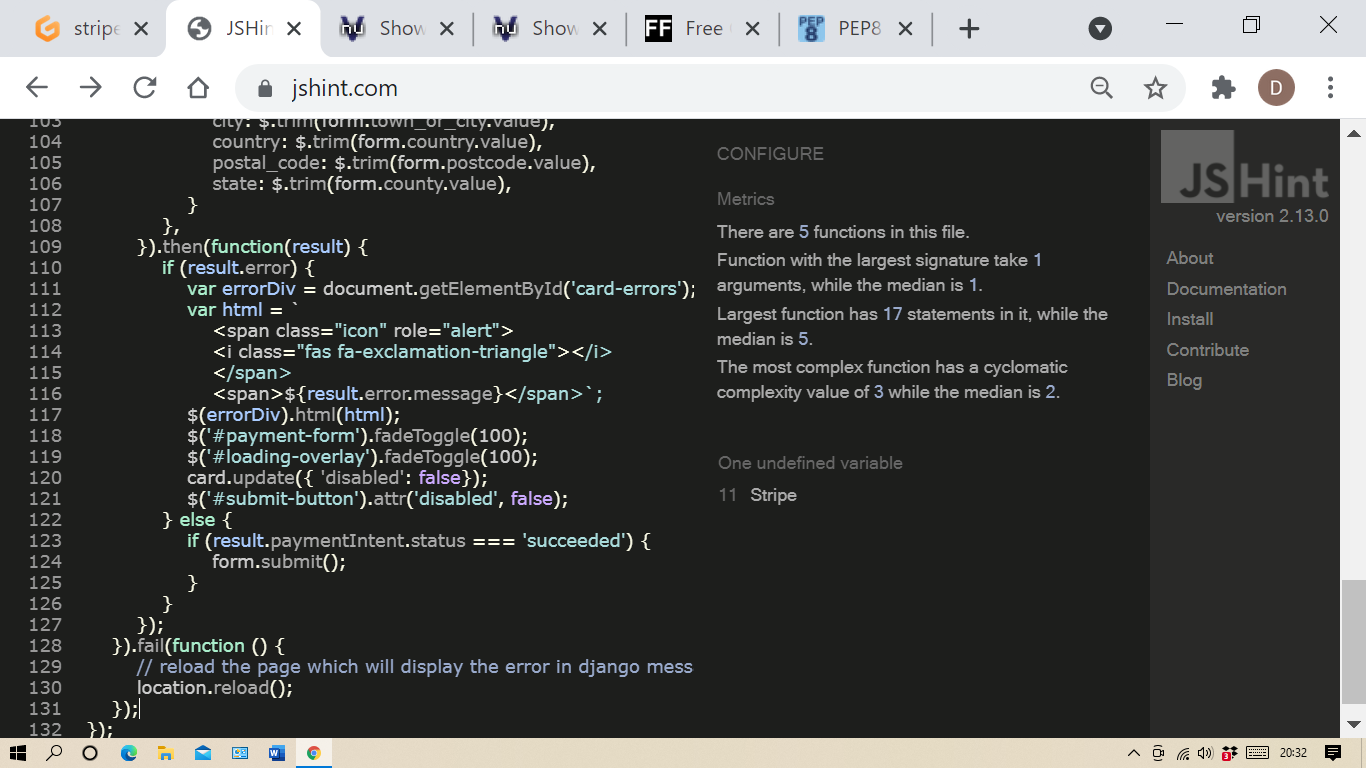 stripe
JSHin
Show
Show
Free
PEP8
jshint.com
D
103 city: $.trim(form.town_or_city.value),
104 country: $.trim(form.country.value),
105 postal_code: $.trim(form.postcode.value),
106 state: $.trim(form.county.value),
107 }
108 },
109 }).then(function(result) {
110 if (result.error) {
111 var errorDiv = document.getElementById('card-errors');
112 var html = `
113 <span class="icon" role="alert">
114 <i class="fas fa-exclamation-triangle"></i>
115 </span>
116 <span>${result.error.message}</span>`;
117 $(errorDiv).html(html);
118 $('#payment-form').fadeToggle(100);
119 $('#loading-overlay').fadeToggle(100);
120 card.update({ 'disabled': false});
121 $('#submit-button').attr('disabled', false);
122 } else {
123 if (result.paymentIntent.status === 'succeeded') {
124 form.submit();
125 }
126 }
127 });
128 }).fail(function () {
129 // reload the page which will display the error in django mess
130 location.reload();
131 });
132 });
CONFIGURE
Metrics
There are 5 functions in this file.
Function with the largest signature take 1
arguments, while the median is 1.
Largest function has 17 statements in it, while the
median is 5.
The most complex function has a cyclomatic
complexity value of 3 while the median is 2.
One undefined variable
11 Stripe
JSHint
version 2.13.0
About
Documentation
Install
Contribute
Blog
20:32